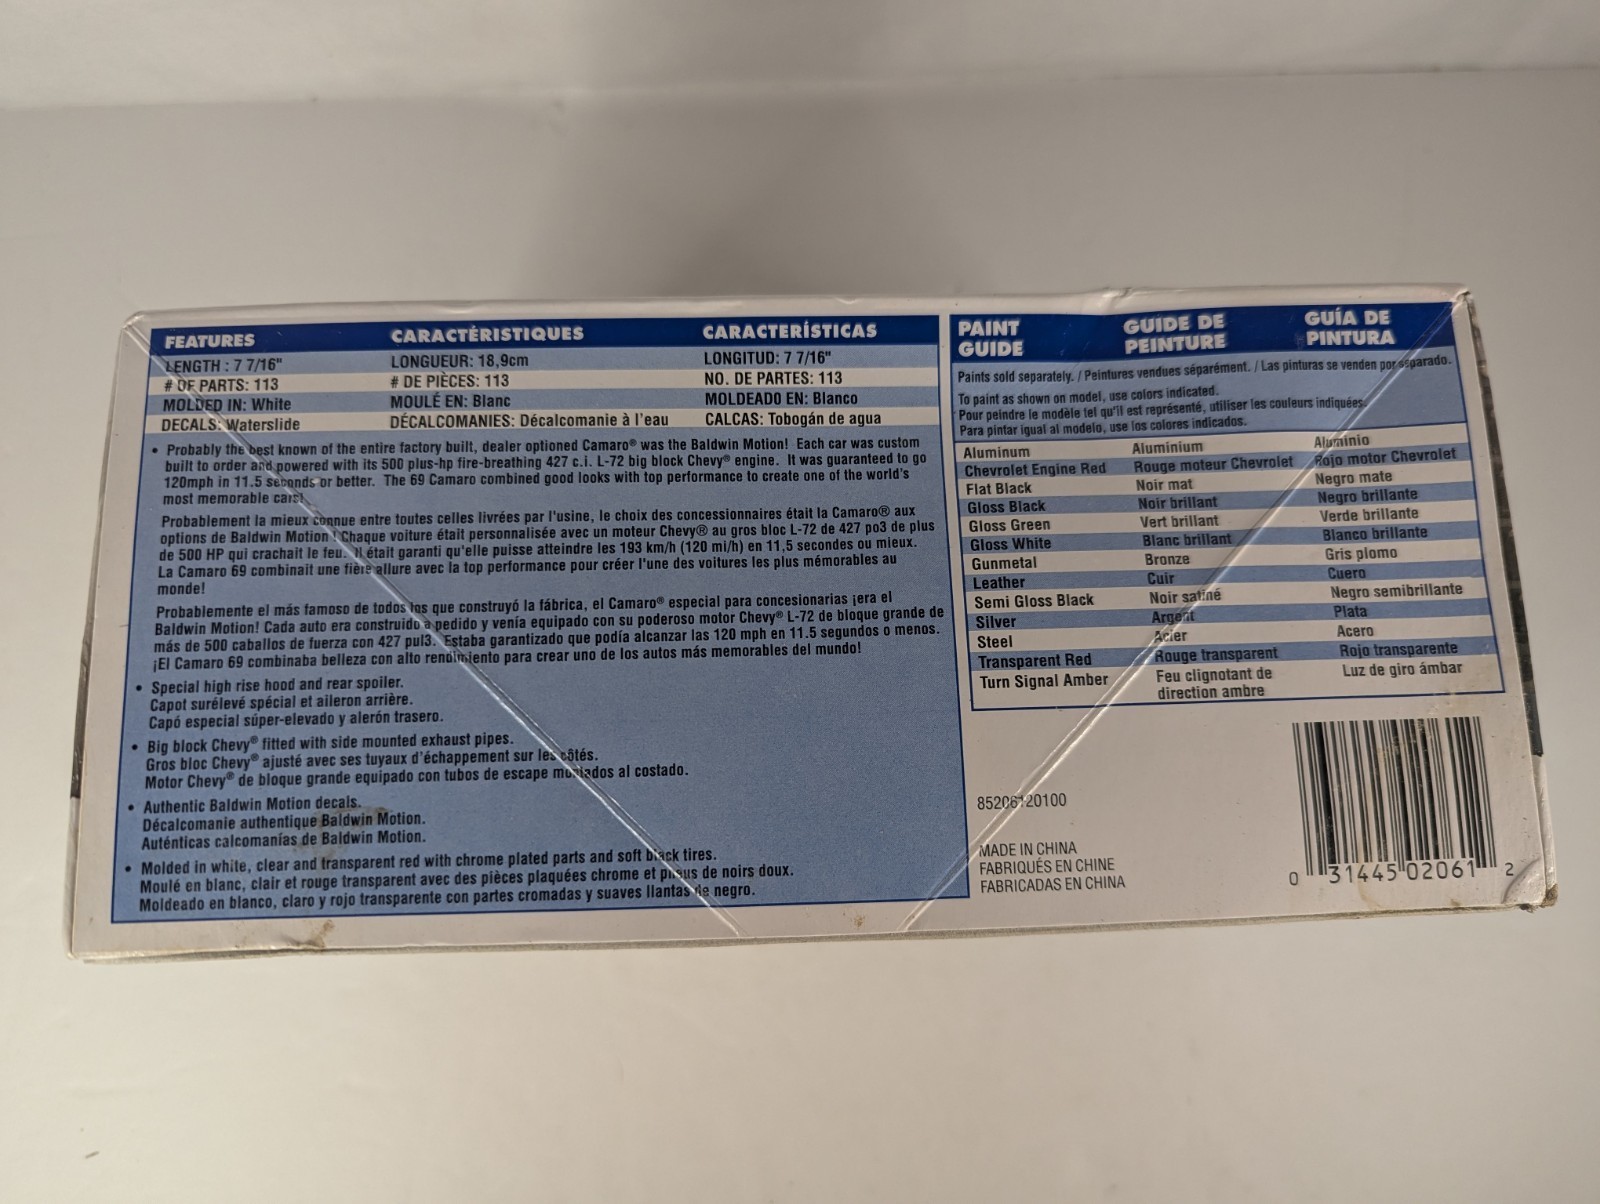 FEATURES CARACTÉRISTIQUES CARACTERÍSTICAS
LENGTH : 7 7/16" LONGUEUR: 18,9cm LONGITUD: 7 7/16"
# OF PARTS: 113 # DE PIÈCES: 113 NO. DE PARTES: 113
MOLDED IN: White MOULÉ EN: Blanc MOLDEADO EN: Blanco
DECALS: Waterslide DÉCALCOMANIES: Décalcomanie à l'eau CALCAS: Tobogán de agua
• Probably the best known of the entire factory built, dealer optioned Camaro® was the Baldwin Motion! Each car was custom
built to order and powered with its 500 plus-hp fire-breathing 427 c.i. L-72 big block Chevy® engine. It was guaranteed to go
120mph in 11.5 seconds or better. The 69 Camaro combined good looks with top performance to create one of the world's
most memorable cars!
Probablement la mieux connue entre toutes celles livrées par l'usine, le choix des concessionnaires était la Camaro® aux
options de Baldwin Motion ! Chaque voiture était personnalisée avec un moteur Chevy® au gros bloc L-72 de 427 po3 de plus
de 500 HP qui crachait le feu. Il était garanti qu'elle puisse atteindre les 193 km/h (120 mi/h) en 11,5 secondes ou mieux.
La Camaro 69 combinait une fière allure avec la top performance pour créer l'une des voitures les plus mémorables au
monde!
Probablemente el más famoso de todos los que construyó la fábrica, el Camaro® especial para concesionarias ¡era el
Baldwin Motion! Cada auto era construido a pedido y venía equipado con su poderoso motor Chevy® L-72 de bloque grande de
más de 500 caballos de fuerza con 427 pul3. Estaba garantizado que podía alcanzar las 120 mph en 11.5 segundos o menos.
¡El Camaro 69 combinaba belleza con alto rendimiento para crear uno de los autos más memorables del mundo!
• Special high rise hood and rear spoiler.
Capot surélevé spécial et aileron arrière.
Capó especial súper-elevado y alerón trasero.
• Big block Chevy® fitted with side mounted exhaust pipes.
Gros bloc Chevy® ajusté avec ses tuyaux d'échappement sur les côtés.
Motor Chevy® de bloque grande equipado con tubos de escape montados al costado.
• Authentic Baldwin Motion decals.
Décalcomanie authentique Baldwin Motion.
Auténticas calcomanías de Baldwin Motion.
• Molded in white, clear and transparent red with chrome plated parts and soft black tires.
Moulé en blanc, clair et rouge transparent avec des pièces plaquées chrome et pneus de noirs doux.
Moldeado en blanco, claro y rojo transparente con partes cromadas y suaves llantas de negro.
PAINT GUIDE DE GUÍA DE
GUIDE PEINTURE PINTURA
Paints sold separately. / Peintures vendues séparément. / Las pinturas se venden por separado.
To paint as shown on model, use colors indicated.
Pour peindre le modèle tel qu'il est représenté, utiliser les couleurs indiquées.
Para pintar igual al modelo, use los colores indicados.
Aluminum Aluminium Aluminio
Chevrolet Engine Red Rouge moteur Chevrolet Rojo motor Chevrolet
Flat Black Noir mat Negro mate
Gloss Black Noir brillant Negro brillante
Gloss Green Vert brillant Verde brillante
Gloss White Blanc brillant Blanco brillante
Gunmetal Bronze Gris plomo
Leather Cuir Cuero
Semi Gloss Black Noir satiné Negro semibrillante
Silver Argent Plata
Steel Acier Acero
Transparent Red Rouge transparent Rojo transparente
Turn Signal Amber Feu clignotant de Luz de giro ámbar
direction ambre
85206120100
MADE IN CHINA
FABRIQUÉS EN CHINE
FABRICADAS EN CHINA
0 31445 02061 2